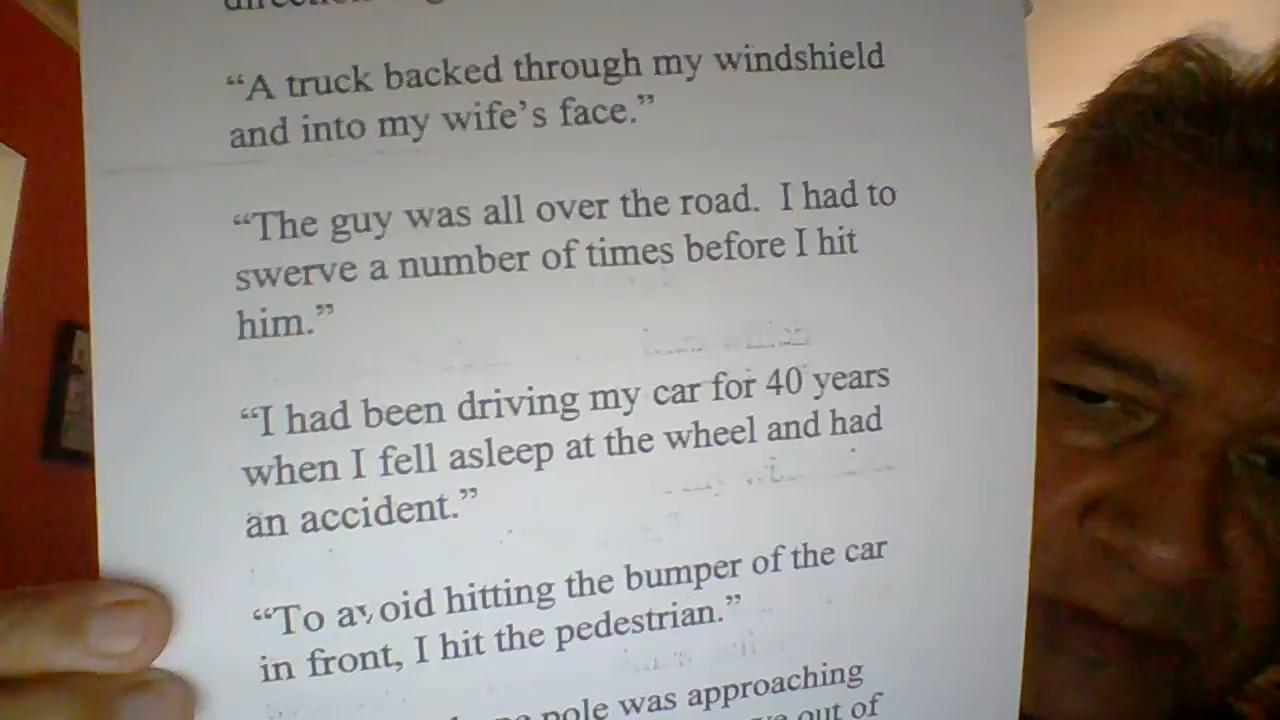 “A truck backed through my windshield
and into my wife’s face.”
“The guy was all over the road.  I had to
swerve a number of times before I hit
him.”
“I had been driving my car for 40 years
when I fell asleep at the wheel and had
an accident.”
“To avoid hitting the bumper of the car
in front, I hit the pedestrian.”
pole was approaching
out of